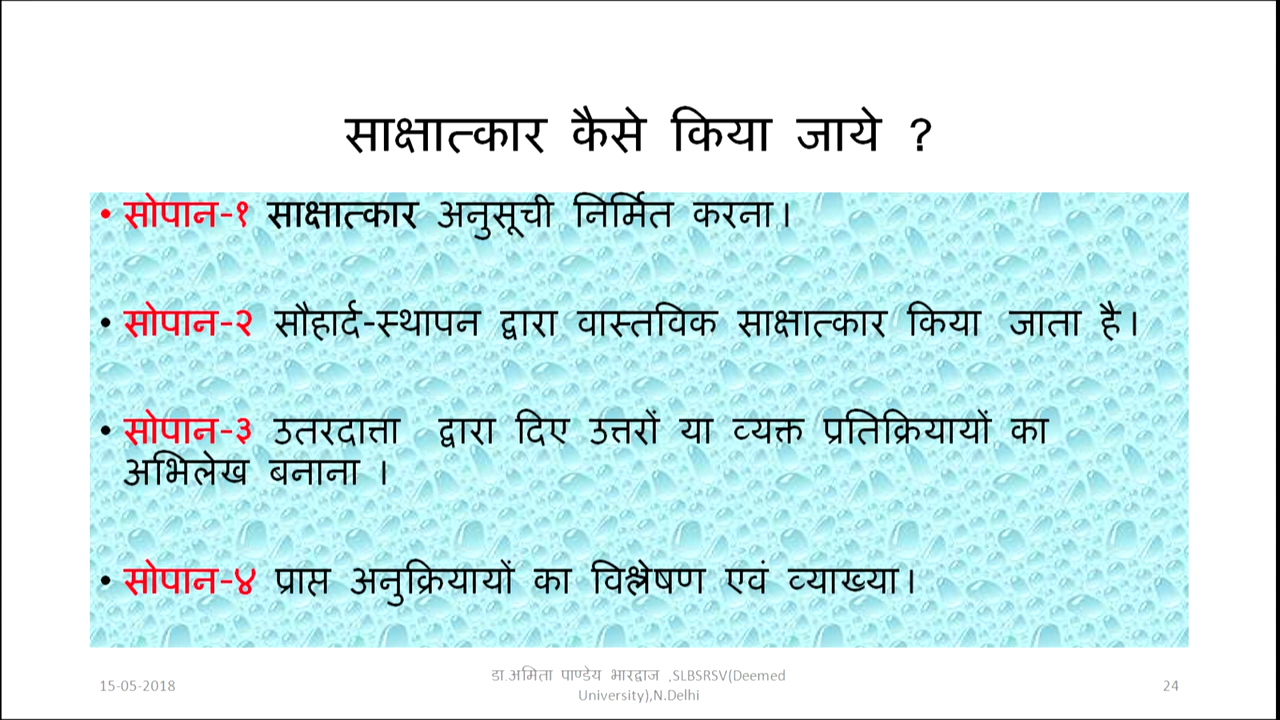 साक्षात्कार कैसे किया जाये ?
• सोपान-१ साक्षात्कार अनुसूची निर्मित करना।
• सोपान-२ सौहार्द-स्थापन द्वारा वास्तविक साक्षात्कार किया जाता है।
• सोपान-३ उतरदात्ता द्वारा दिए उत्तरों या व्यक्त प्रतिक्रियायों का
अभिलेख बनाना ।
• सोपान-४ प्राप्त अनुक्रियायों का विश्लेषण एवं व्याख्या।
15-05-2018
डा.अमिता पाण्डेय भारद्वाज ,SLBSRSV(Deemed
University),N.Delhi
24